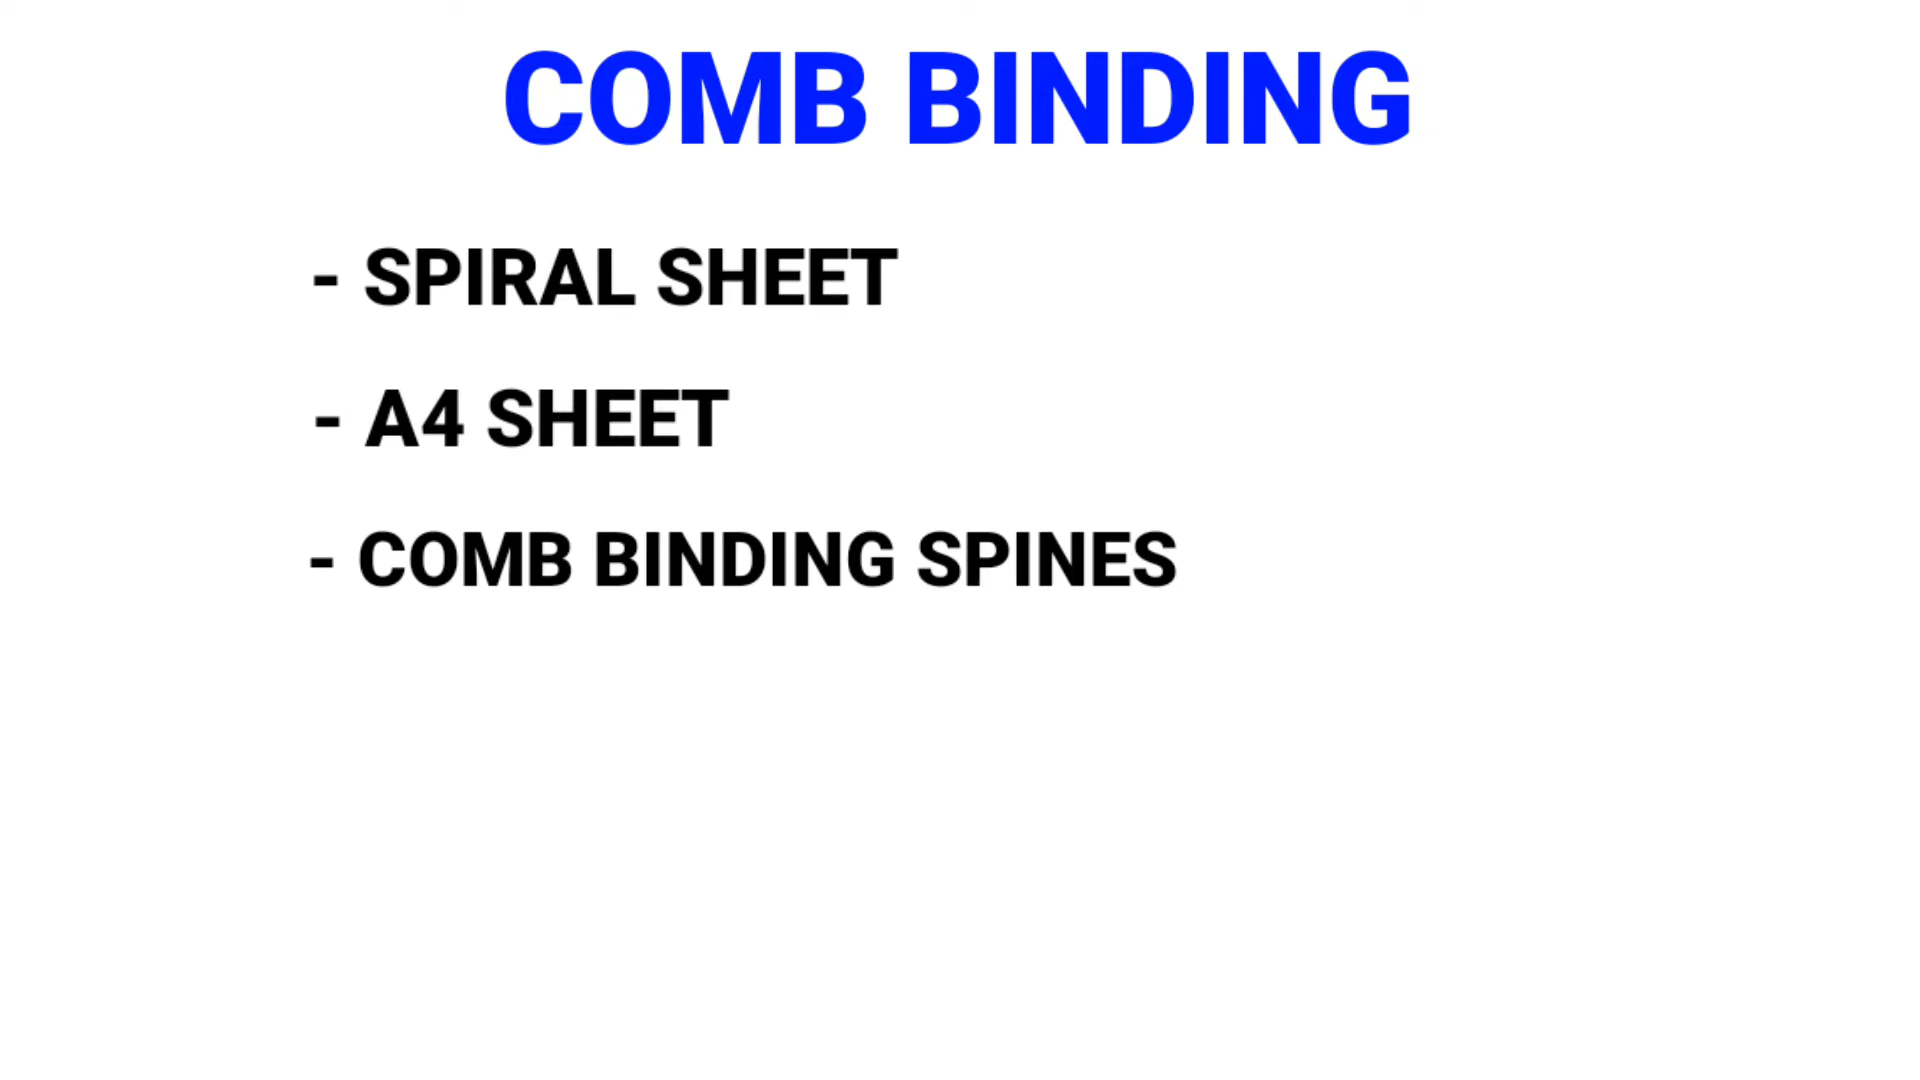 COMB BINDING
- SPIRAL SHEET
- A4 SHEET
- COMB BINDING SPINES